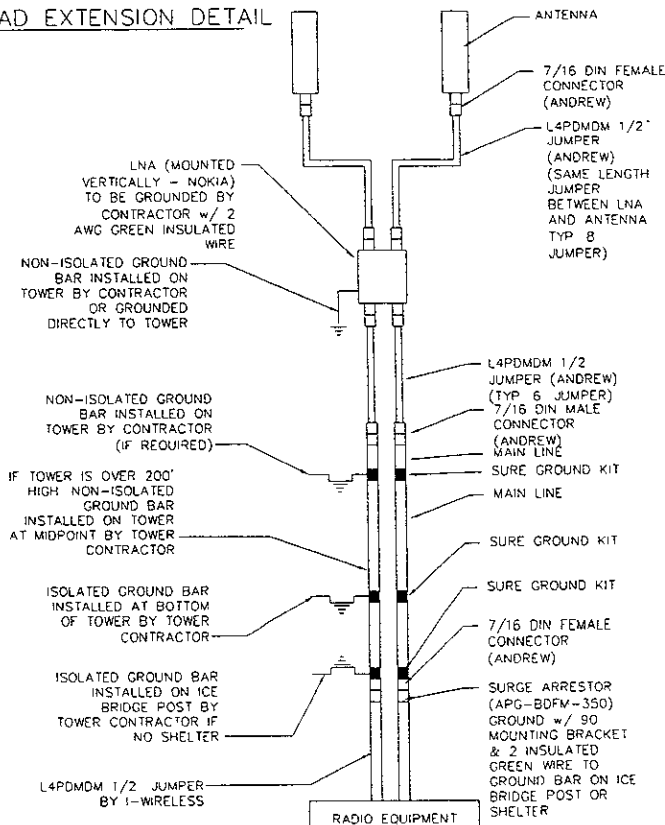 AD EXTENSION DETAIL
ANTENNA
7/16 DIN FEMALE
CONNECTOR
(ANDREW)
L4PDMDM 1/2"
JUMPER
(ANDREW)
(SAME LENGTH
JUMPER
BETWEEN LNA
AND ANTENNA
TYP 8
JUMPER)
LNA (MOUNTED
VERTICALLY - NOKIA)
TO BE GROUNDED BY
CONTRACTOR w/ 2
AWG GREEN INSULATED
WIRE
NON-ISOLATED GROUND
BAR INSTALLED ON
TOWER BY CONTRACTOR
OR GROUNDED
DIRECTLY TO TOWER
L4PDMDM 1/2
JUMPER (ANDREW)
(TYP 6 JUMPER)
7/16 DIN MALE
CONNECTOR
(ANDREW)
MAIN LINE
SURE GROUND KIT
MAIN LINE
NON-ISOLATED GROUND
BAR INSTALLED ON
TOWER BY CONTRACTOR
(IF REQUIRED)
IF TOWER IS OVER 200'
HIGH NON-ISOLATED
GROUND BAR
INSTALLED ON TOWER
AT MIDPOINT BY TOWER
CONTRACTOR
SURE GROUND KIT
ISOLATED GROUND BAR
INSTALLED AT BOTTOM
OF TOWER BY TOWER
CONTRACTOR
SURE GROUND KIT
7/16 DIN FEMALE
CONNECTOR
(ANDREW)
ISOLATED GROUND BAR
INSTALLED ON ICE
BRIDGE POST BY
TOWER CONTRACTOR IF
NO SHELTER
SURGE ARRESTOR
(APG-BDFM-350)
GROUND w/ 90
MOUNTING BRACKET
& 2 INSULATED
GREEN WIRE TO
GROUND BAR ON ICE
BRIDGE POST OR
SHELTER
L4PDMDM 1/2 JUMPER
BY I-WIRELESS
RADIO EQUIPMENT